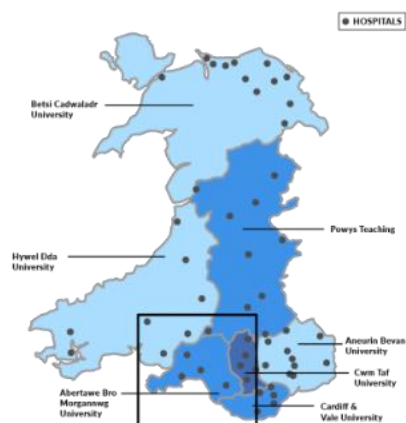 HOSPITALS
Betsi Cadwaladr
University
Powys Teaching
Hywel Dda
University
Aneurin Bevan
University
Cwm Taf
University
Abertawe Bro
Morgannwg
University
Cardiff &
Vale University